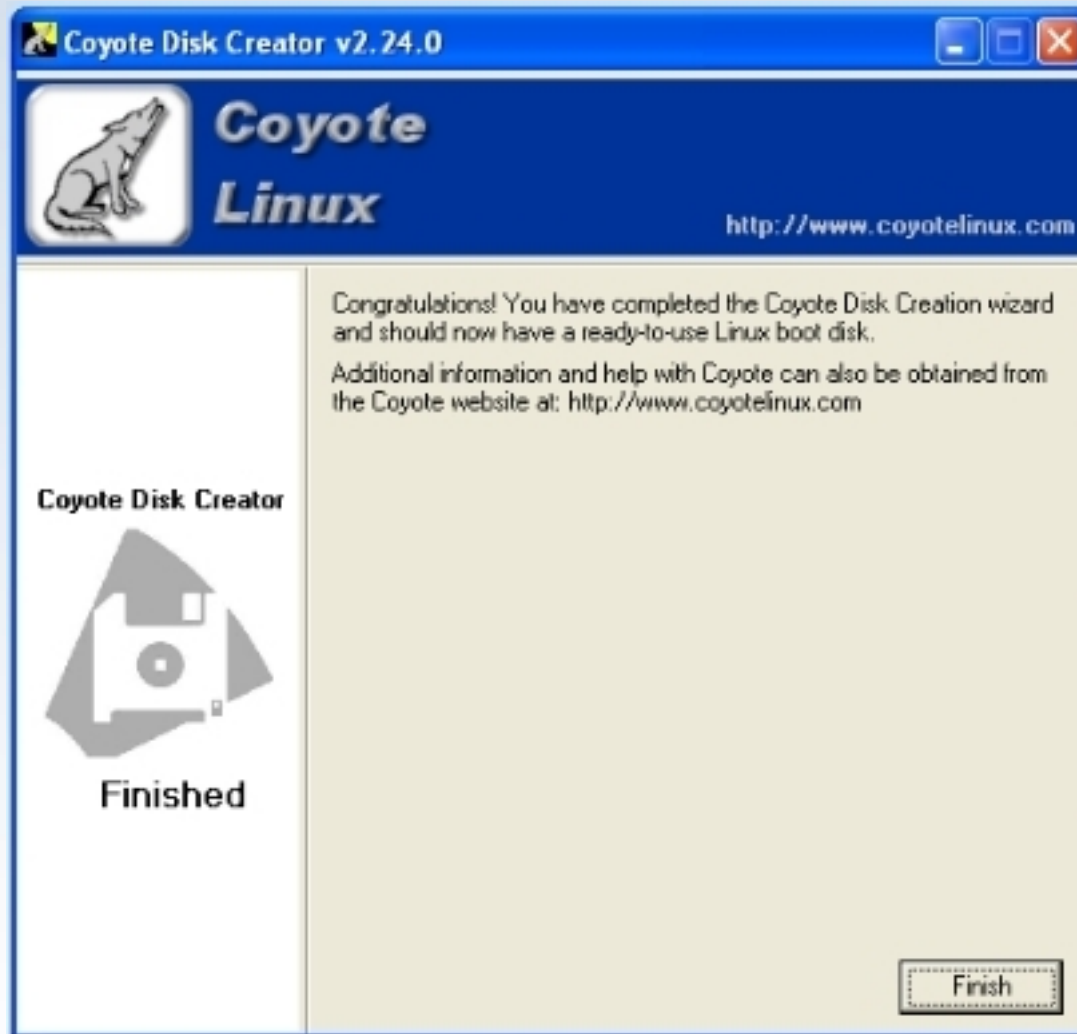 Coyote Disk Creator v2.24.0
Coyote
Linux
http://www.coyotelinux.com
Congratulations! You have completed the Coyote Disk Creation wizard
and should now have a ready-to-use Linux boot disk.
Additional information and help with Coyote can also be obtained from
the Coyote website at: http://www.coyotelinux.com
Coyote Disk Creator
Finished
Finish